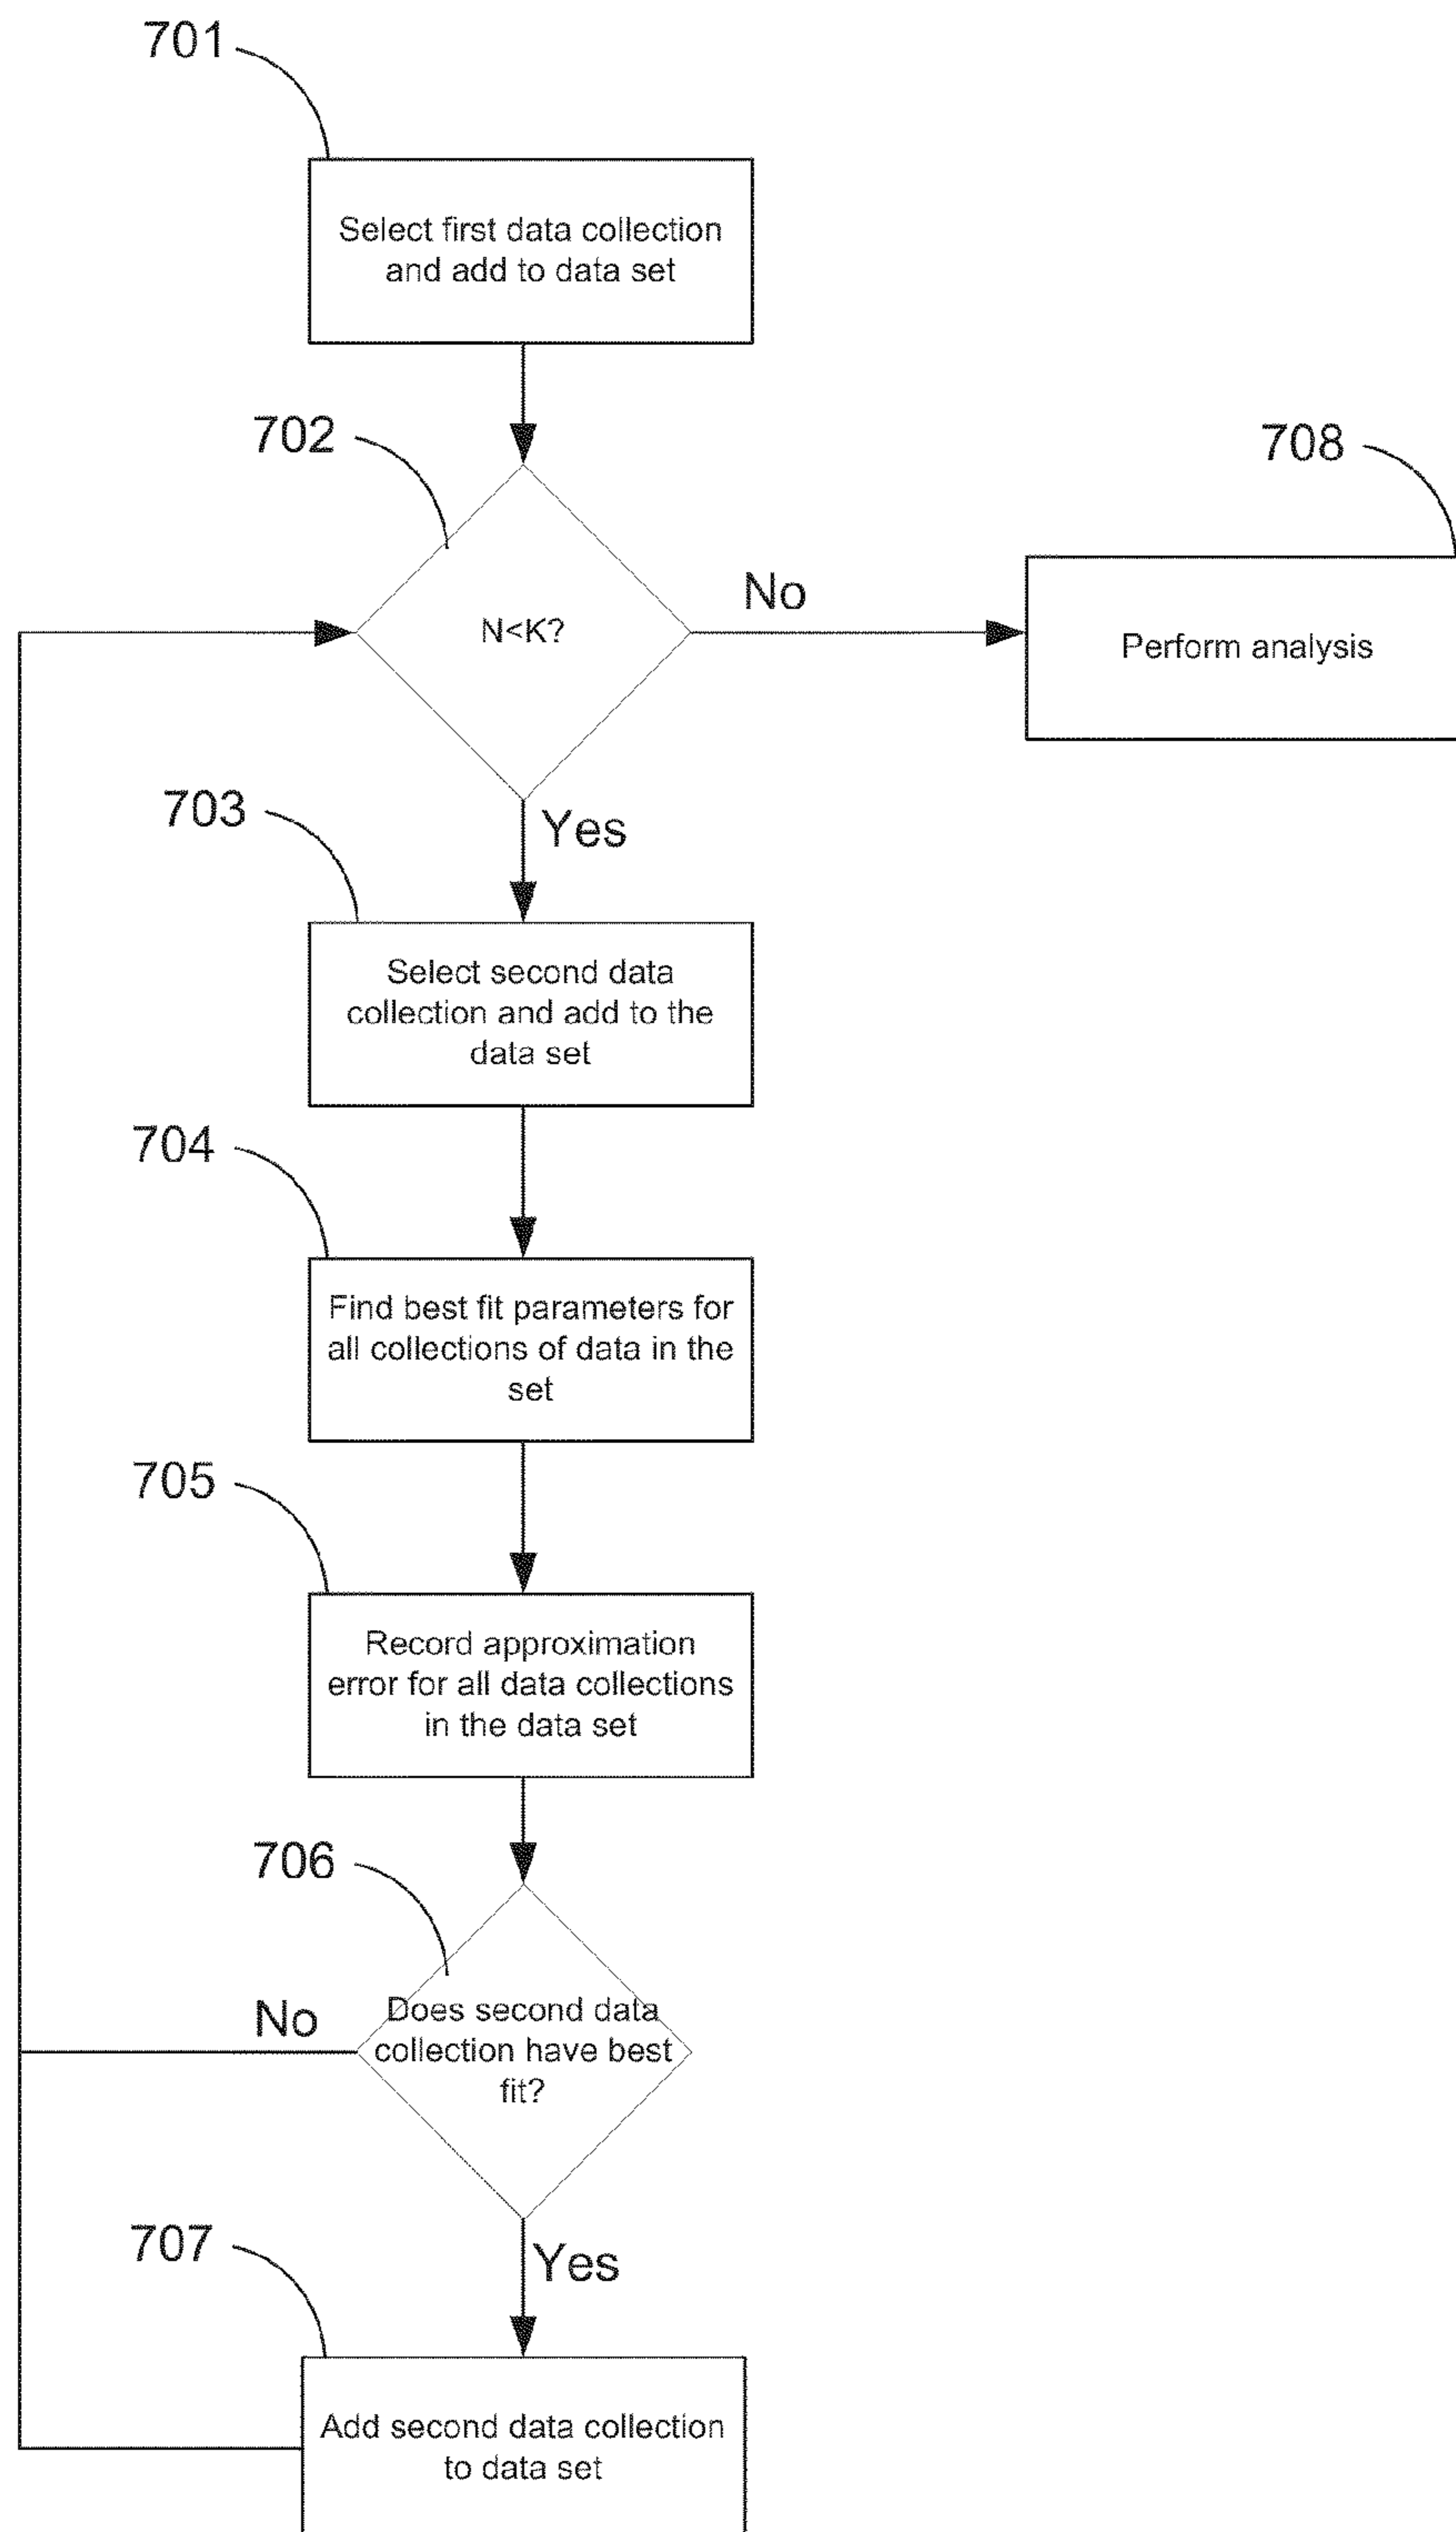 701
Select first data collection
and add to data set
702
N<K?
No
708
Perform analysis
Yes
703
Select second data
collection and add to the
data set
704
Find best fit parameters for
all collections of data in the
set
705
Record approximation
error for all data collections
in the data set
706
Does second data
collection have best
fit?
No
Yes
707
Add second data collection
to data set